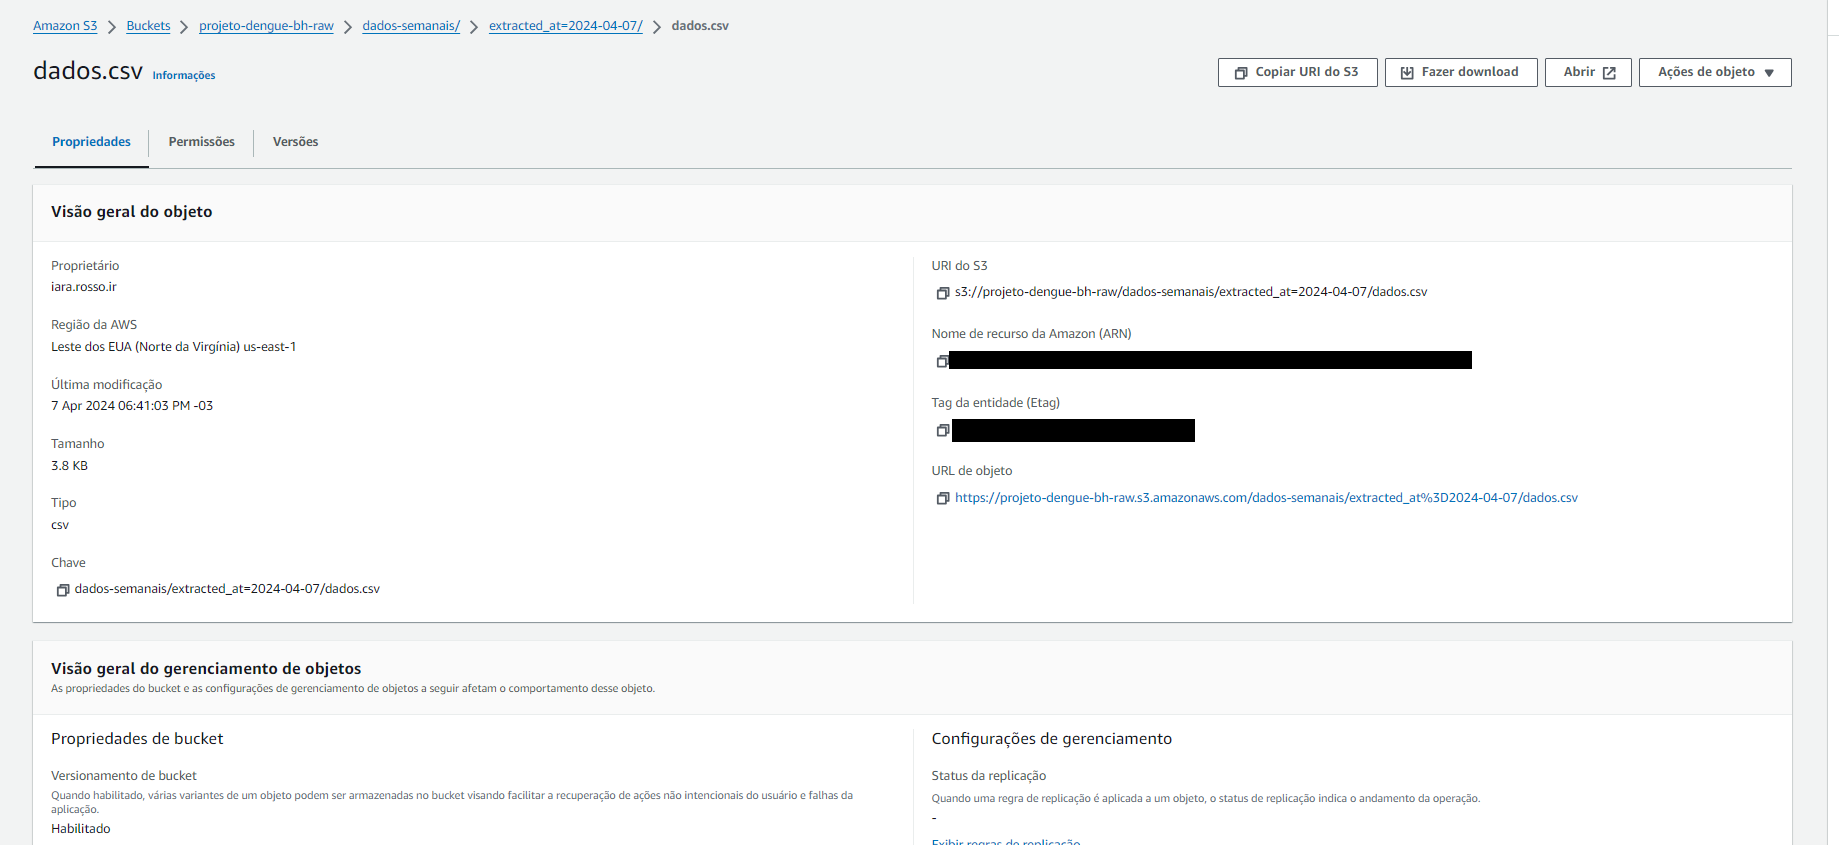 Amazon S3 > Buckets > projeto-dengue-bh-raw > dados-semanais/ > extracted_at=2024-04-07/ > dados.csv
dados.csv Informações
Copiar URI do S3 Fazer download Abrir Ações de objeto
Propriedades Permissões Versões
Visão geral do objeto
Proprietário
iara.rosso.ir
Região da AWS
Leste dos EUA (Norte da Virgínia) us-east-1
Última modificação
7 Apr 2024 06:41:03 PM -03
Tamanho
3.8 KB
Tipo
csv
Chave
dados-semanais/extracted_at=2024-04-07/dados.csv
URI do S3
s3://projeto-dengue-bh-raw/dados-semanais/extracted_at=2024-04-07/dados.csv
Nome de recurso da Amazon (ARN)
Tag da entidade (Etag)
URL de objeto
https://projeto-dengue-bh-raw.s3.amazonaws.com/dados-semanais/extracted_at%3D2024-04-07/dados.csv
Visão geral do gerenciamento de objetos
As propriedades do bucket e as configurações de gerenciamento de objetos a seguir afetam o comportamento desse objeto.
Propriedades de bucket
Versionamento de bucket
Quando habilitado, várias variantes de um objeto podem ser armazenadas no bucket visando facilitar a recuperação de ações não intencionais do usuário e falhas da
aplicação.
Habilitado
Configurações de gerenciamento
Status da replicação
Quando uma regra de replicação é aplicada a um objeto, o status de replicação indica o andamento da operação.
-
Exibir regras de replicação